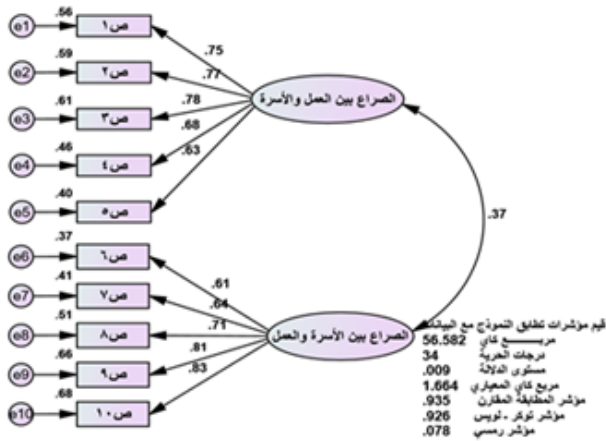 .56
e1
ص١
.75
.59
e2
ص٢
.77
.61
e3
ص٣
.78
.46
e4
ص٤
.68
.40
e5
ص٥
.63
الصراع بين العمل والأسرة
.37
.37
e6
ص٦
.61
.41
e7
ص٧
.64
.51
e8
ص٨
.71
.66
e9
ص٩
.81
.68
e10
ص١٠
.83
الصراع بين الأسرة والعمل
قيم مؤشرات تطابق النموذج مع البيانات
مربـــــع كاي 56.582
درجات الحرية 34
مستوى الدلالة .009
مربع كاي المعياري 1.664
مؤشر المطابقة المقارن .935
مؤشر توكر ـ لويس .926
مؤشر رمسي .078